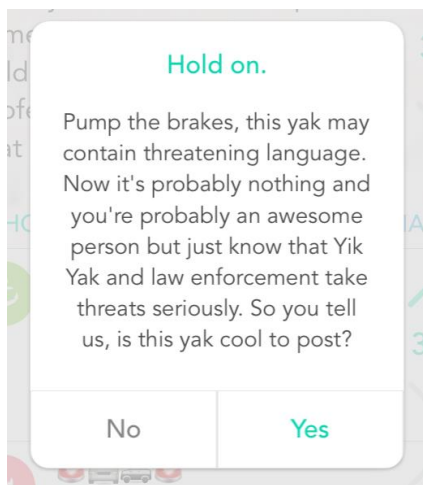 Hold on.
Pump the brakes, this yak may
contain threatening language.
Now it's probably nothing and
you're probably an awesome
person but just know that Yik
Yak and law enforcement take
threats seriously. So you tell
us, is this yak cool to post?
No
Yes